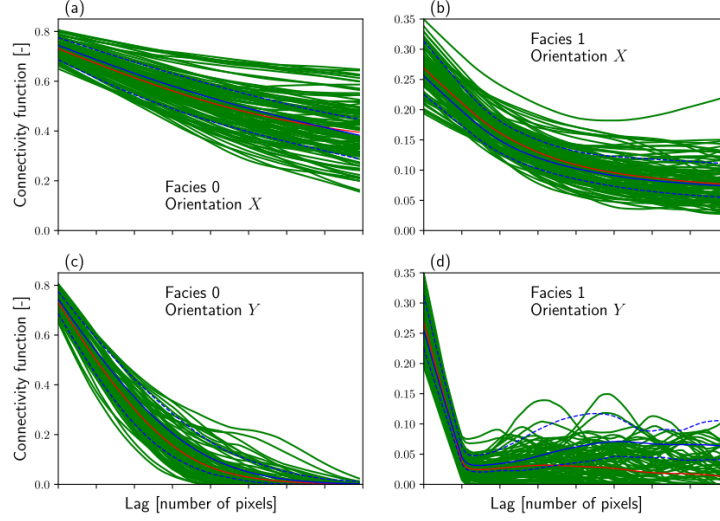 (a)
(b)
Connectivity function [-]
0.8
0.6
0.4
0.2
0.0
Facies 0
Orientation X
0.35
0.30
0.25
0.20
0.15
0.10
0.05
0.00
Facies 1
Orientation X
(c)
(d)
Connectivity function [-]
0.8
0.6
0.4
0.2
0.0
Facies 0
Orientation Y
0.35
0.30
0.25
0.20
0.15
0.10
0.05
0.00
Facies 1
Orientation Y
Lag [number of pixels]
Lag [number of pixels]